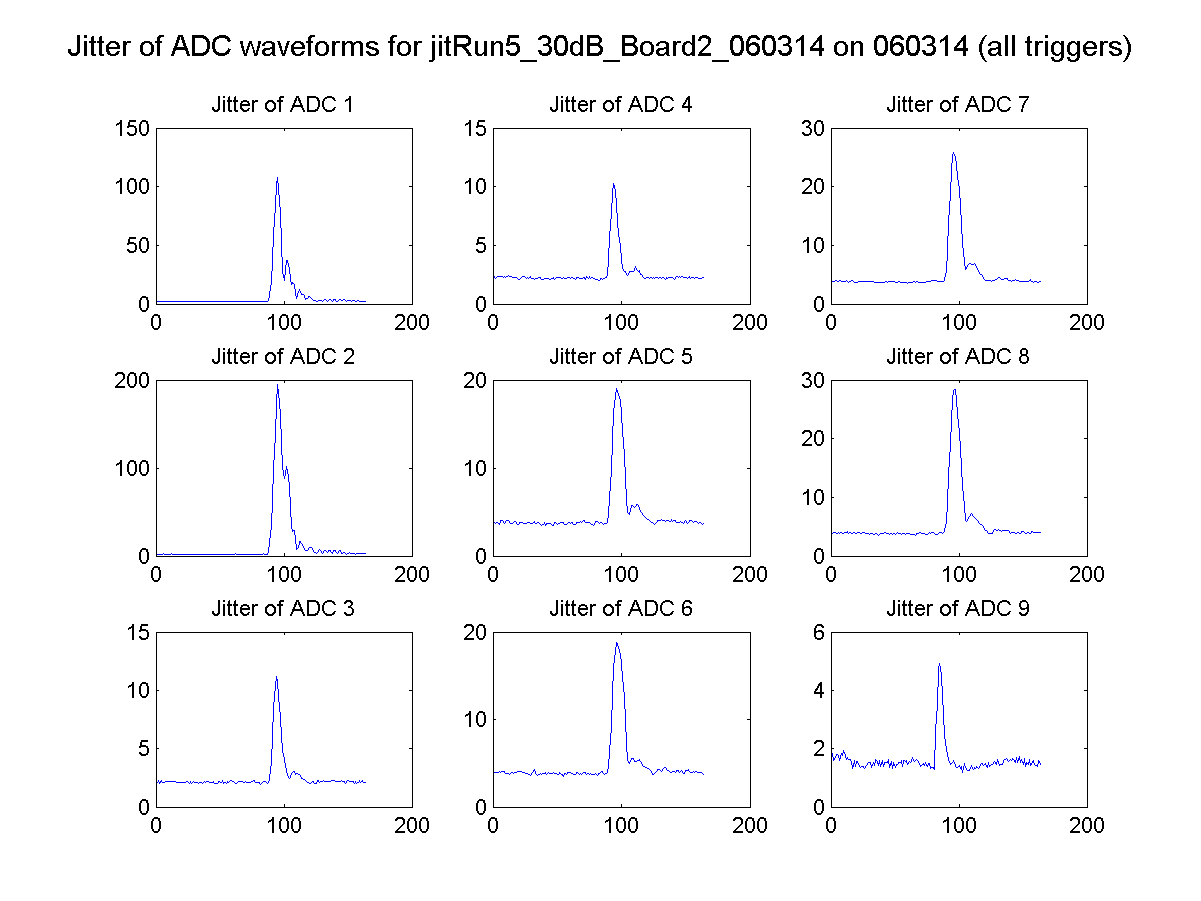 Jitter of ADC waveforms for jitRun5_30dB_Board2_060314 on 060314 (all triggers)
Jitter of ADC 1
150
100
50
0
0 100 200
Jitter of ADC 4
15
10
5
0
0 100 200
Jitter of ADC 7
30
20
10
0
0 100 200
Jitter of ADC 2
200
100
0
0 100 200
Jitter of ADC 5
20
10
0
0 100 200
Jitter of ADC 8
30
20
10
0
0 100 200
Jitter of ADC 3
15
10
5
0
0 100 200
Jitter of ADC 6
20
10
0
0 100 200
Jitter of ADC 9
6
4
2
0
0 100 200